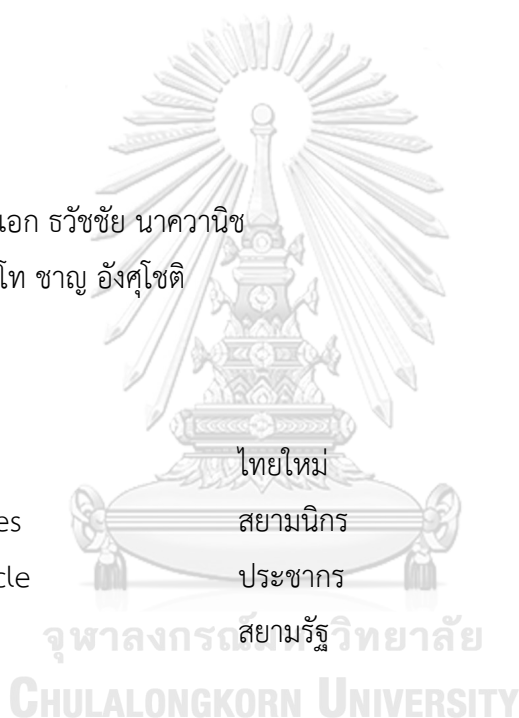 เอก ธวัชชัย นาควานิช
โท ชาญ อังศุโชติ
ไทยใหม่
es สยามนิกร
cle ประชากร
สยามรัฐ
จุฬาลงกรณ์มหาวิทยาลัย
CHULALONGKORN UNIVERSITY